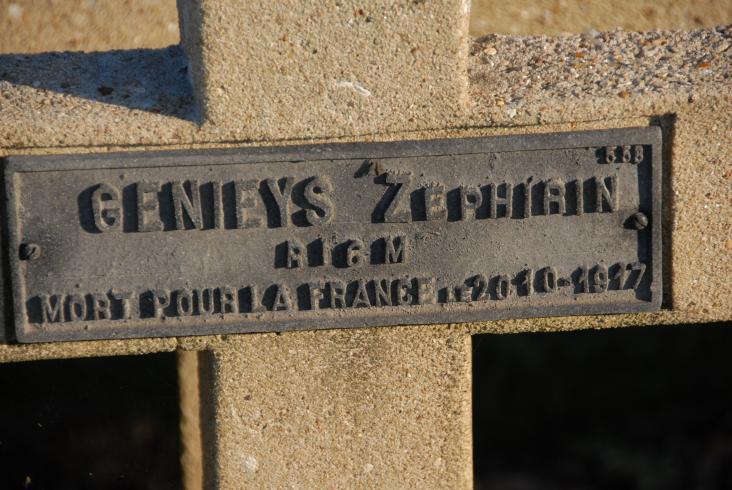 GENIEYS ZEPHIRIN
R I G M
MORT POUR LA FRANCE LE 20 10-1917